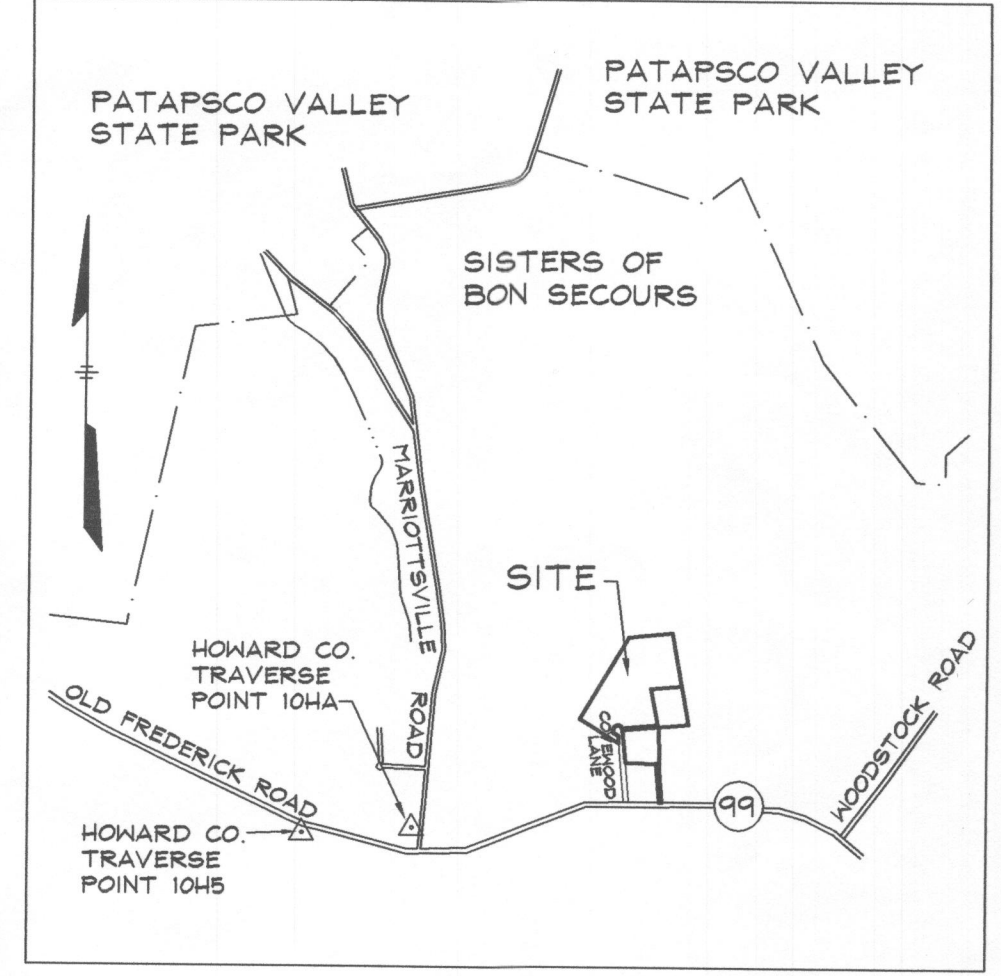 PATAPSCO VALLEY
STATE PARK
PATAPSCO VALLEY
STATE PARK
SISTERS OF
BON SECOURS
MARRIOTTSVILLE
ROAD
SITE
HOWARD CO.
TRAVERSE
POINT 10HA
OLD FREDERICK ROAD
LANE
99
WOODSTOCK ROAD
HOWARD CO.
TRAVERSE
POINT 10H5